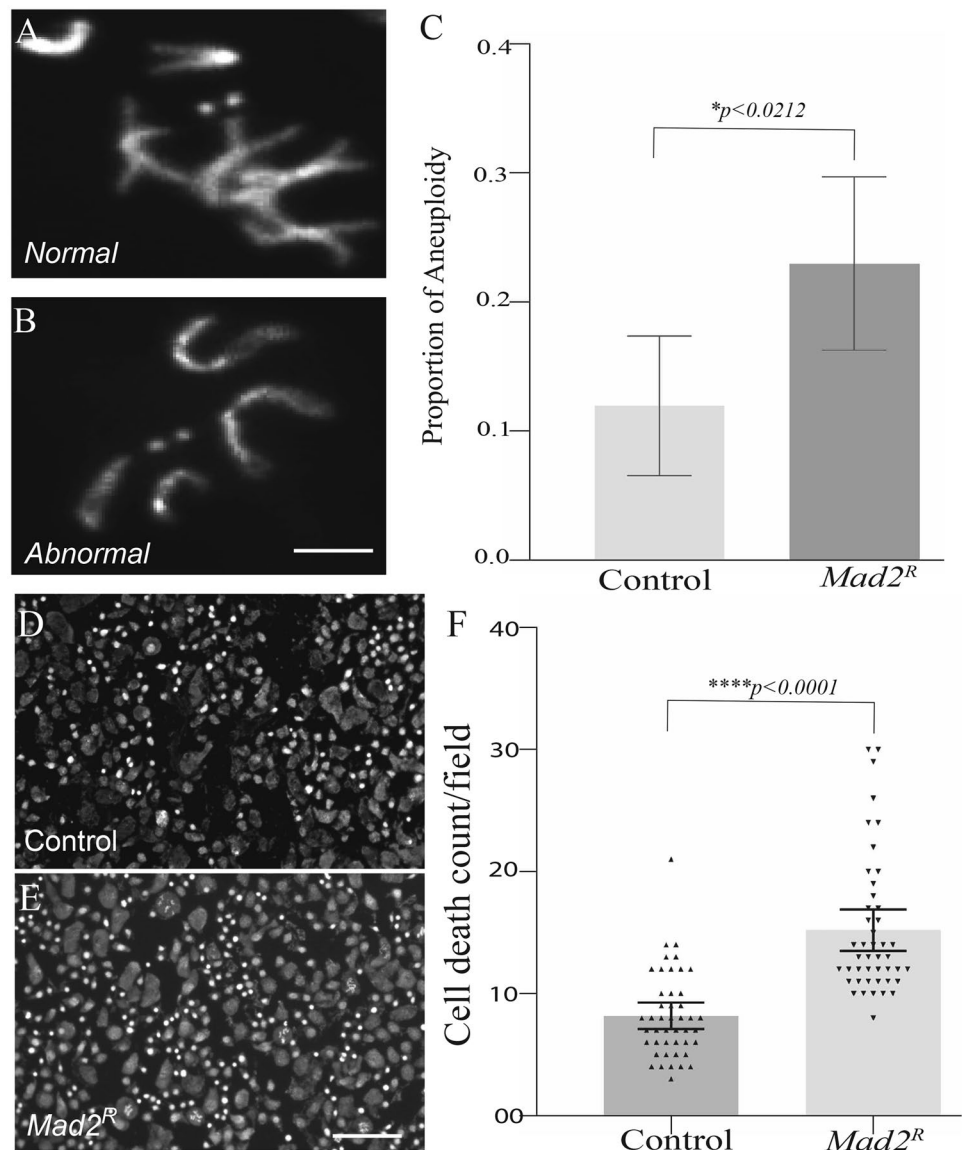 A
Normal
B
Abnormal
C
0.4
0.3
0.2
0.1
0.0
Proportion of Aneuploidy
*p<0.0212
Control
Mad2ᴿ
D
Control
E
Mad2ᴿ
F
40
30
20
10
00
Cell death count/field
****p<0.0001
Control
Mad2ᴿ